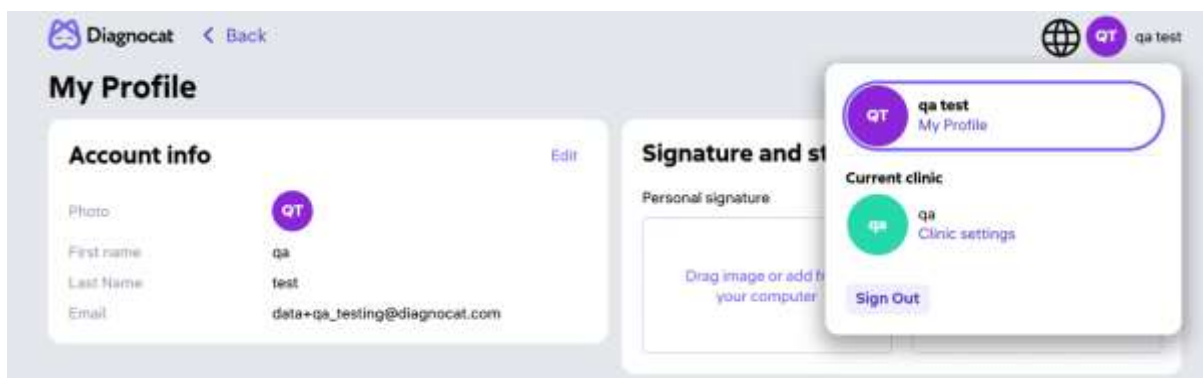 Diagnocat < Back
QT qa test
My Profile
Account info Edit
Photo QT
First name qa
Last Name test
Email data+qa_testing@diagnocat.com
Signature and st
Personal signature
Drag image or add f
your computer
QT qa test
My Profile
Current clinic
qa qa
Clinic settings
Sign Out